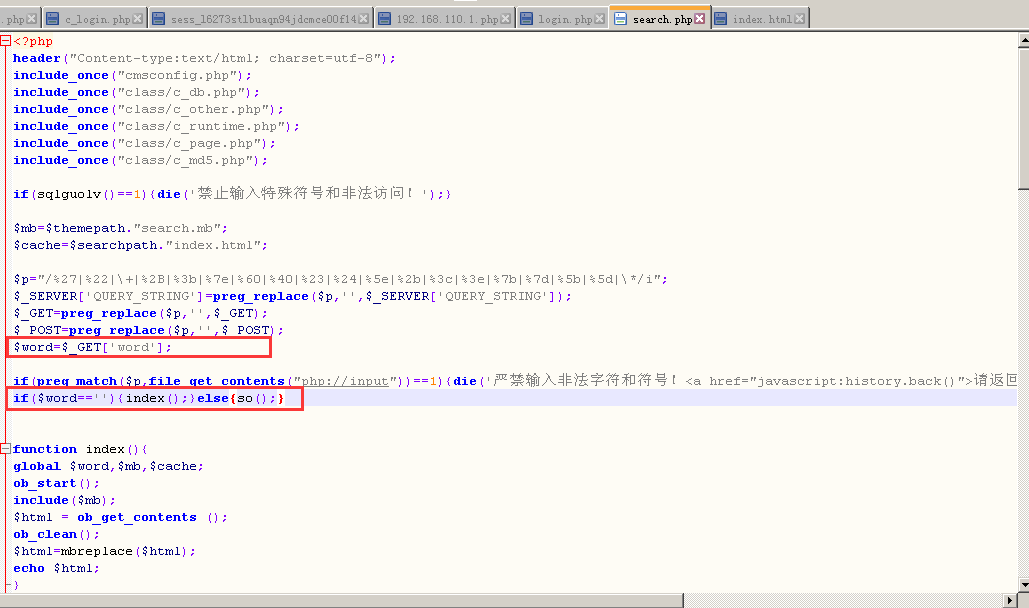 .php
c_login.php
sess_l6273stlbuaqn94jdcmce00f14
192.168.110.1.php
login.php
search.php
index.html
<?php
header("Content-type:text/html; charset=utf-8");
include_once("cmsconfig.php");
include_once("class/c_db.php");
include_once("class/c_other.php");
include_once("class/c_runtime.php");
include_once("class/c_page.php");
include_once("class/c_md5.php");
if(sqlguolv()==1){die('禁止输入特殊符号和非法访问！');}
$mb=$themepath."search.mb";
$cache=$searchpath."index.html";
$p="/%27|%22|\+|%2B|%3b|%7e|%60|%40|%23|%24|%5e|%2b|%3c|%3e|%7b|%7d|%5b|%5d|\*/i";
$_SERVER['QUERY_STRING']=preg_replace($p,'',$_SERVER['QUERY_STRING']);
$_GET=preg_replace($p,'',$_GET);
$_POST=preg_replace($p,'',$_POST);
$word=$_GET['word'];
if(preg_match($p,file_get_contents("php://input"))==1){die('严禁输入非法字符和符号！<a href="javascript:history.back()">请返回
if($word==''){index();}else{so();}
function index(){
global $word,$mb,$cache;
ob_start();
include($mb);
$html = ob_get_contents ();
ob_clean();
$html=mbreplace($html);
echo $html;
}